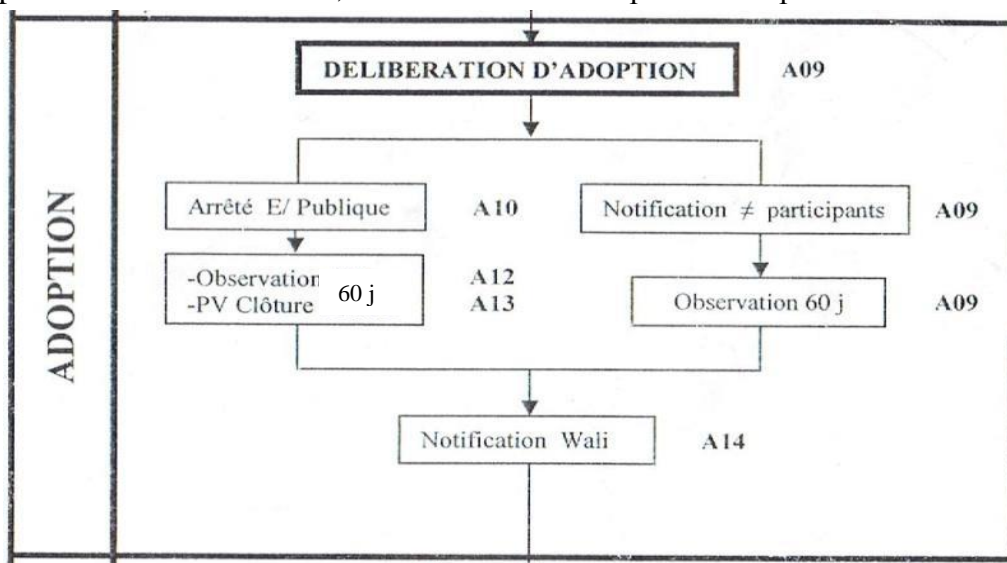 DELIBERATION D'ADOPTION A09
Arrêté E/ Publique A10 Notification ≠ participants A09
-Observation A12
-PV Clôture 60 j A13 Observation 60 j A09
Notification Wali A14
ADOPTION